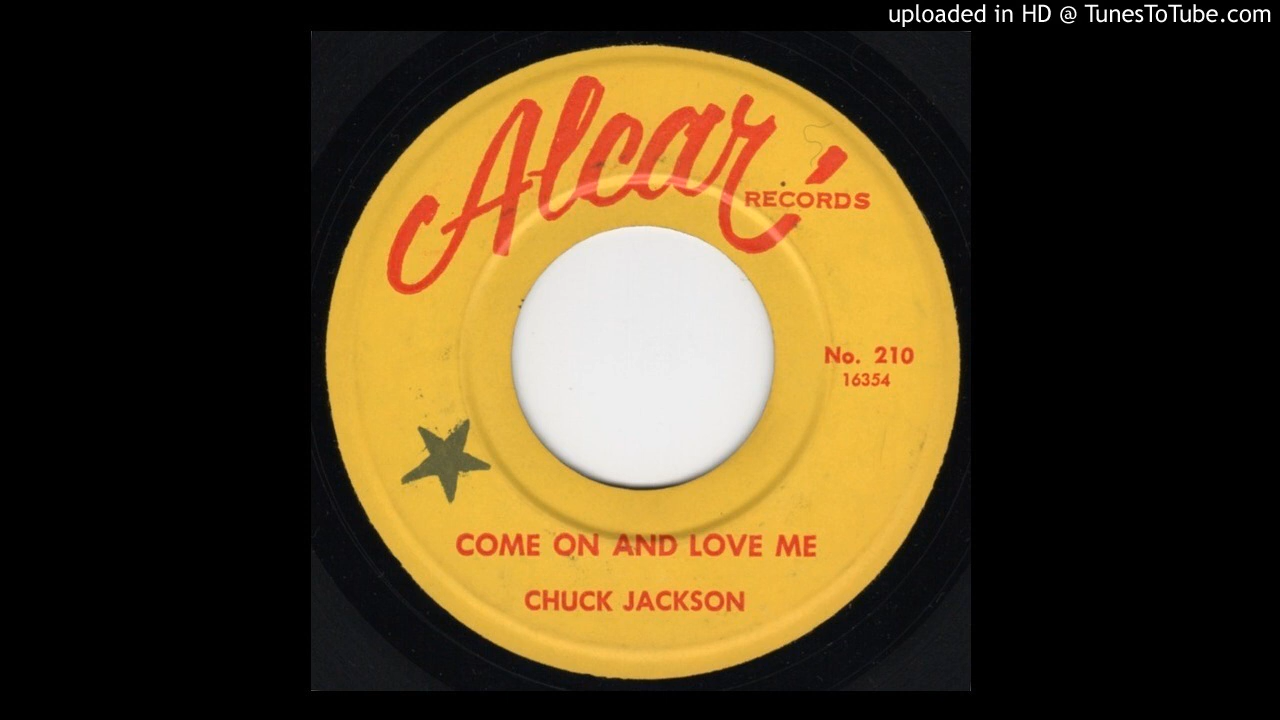 uploaded in HD @ TunesToTube.com
Alcar
RECORDS
No. 210
16354
COME ON AND LOVE ME
CHUCK JACKSON